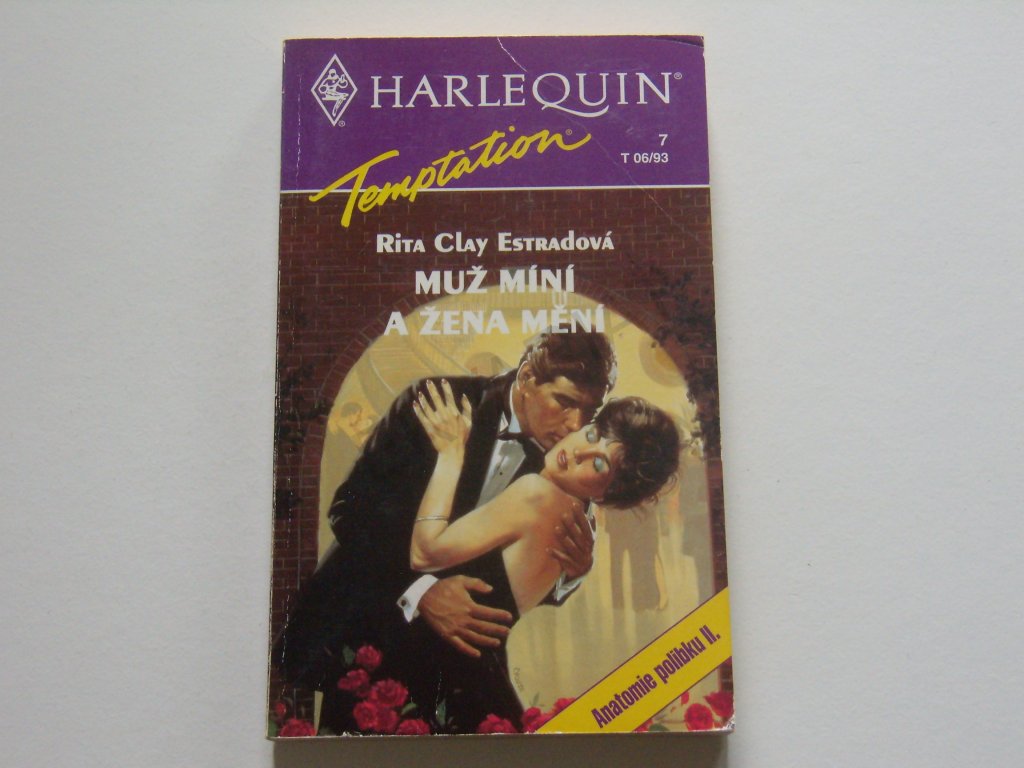 HARLEQUIN®
Temptation®
7
T 06/93
RITA CLAY ESTRADOVÁ
MUŽ MÍNÍ
A ŽENA MĚNÍ
Anatomie polibku II.